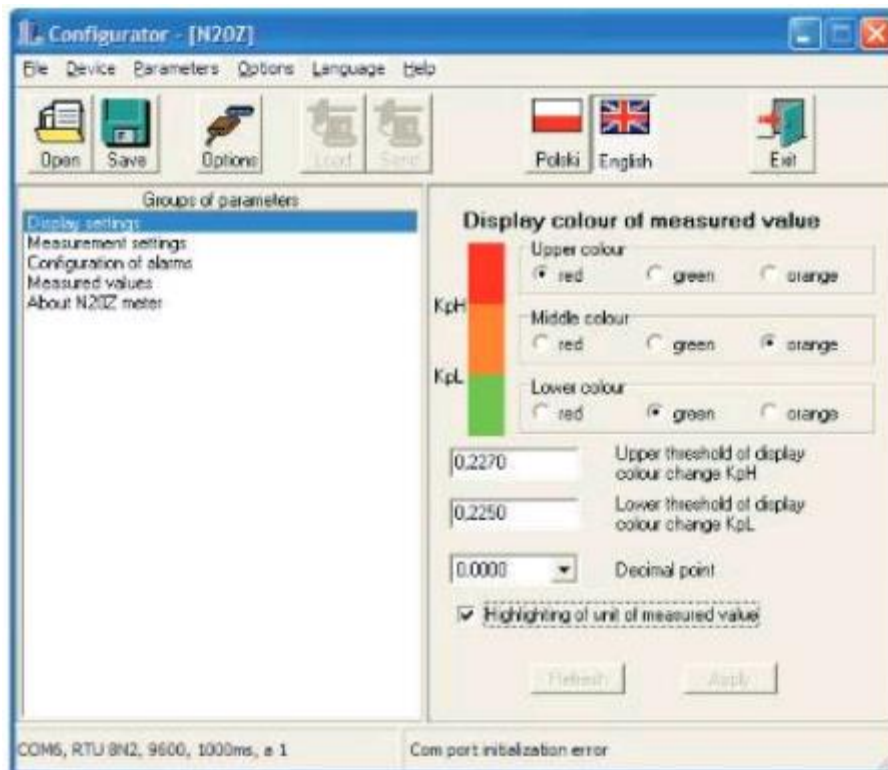 Configurator - [N20Z]
File Device Parameters Options Language Help
Open Save Options Load Send Polski English Exit
Groups of parameters
Display settings
Measurement settings
Configuration of alarms
Measured values
About N20Z meter
Display colour of measured value
Upper colour
red green orange
KpH
Middle colour
red green orange
KpL
Lower colour
red green orange
0,2270 Upper threshold of display
colour change KpH
0,2250 Lower threshold of display
colour change KpL
0.0000 Decimal point
Highlighting of unit of measured value
Refresh Apply
COM6, RTU 8N2, 9600, 1000ms, a 1 Com port initialization error